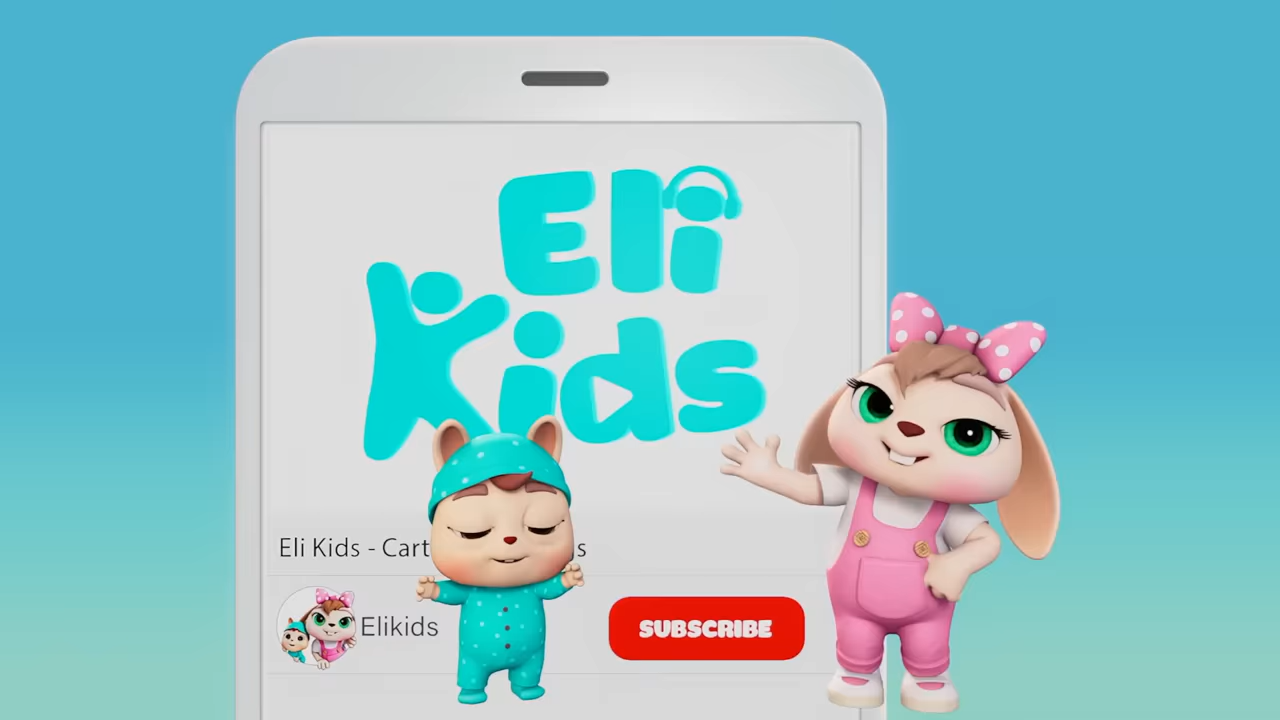 Eli
Kids
Eli Kids - Cart s
Elikids
SUBSCRIBE